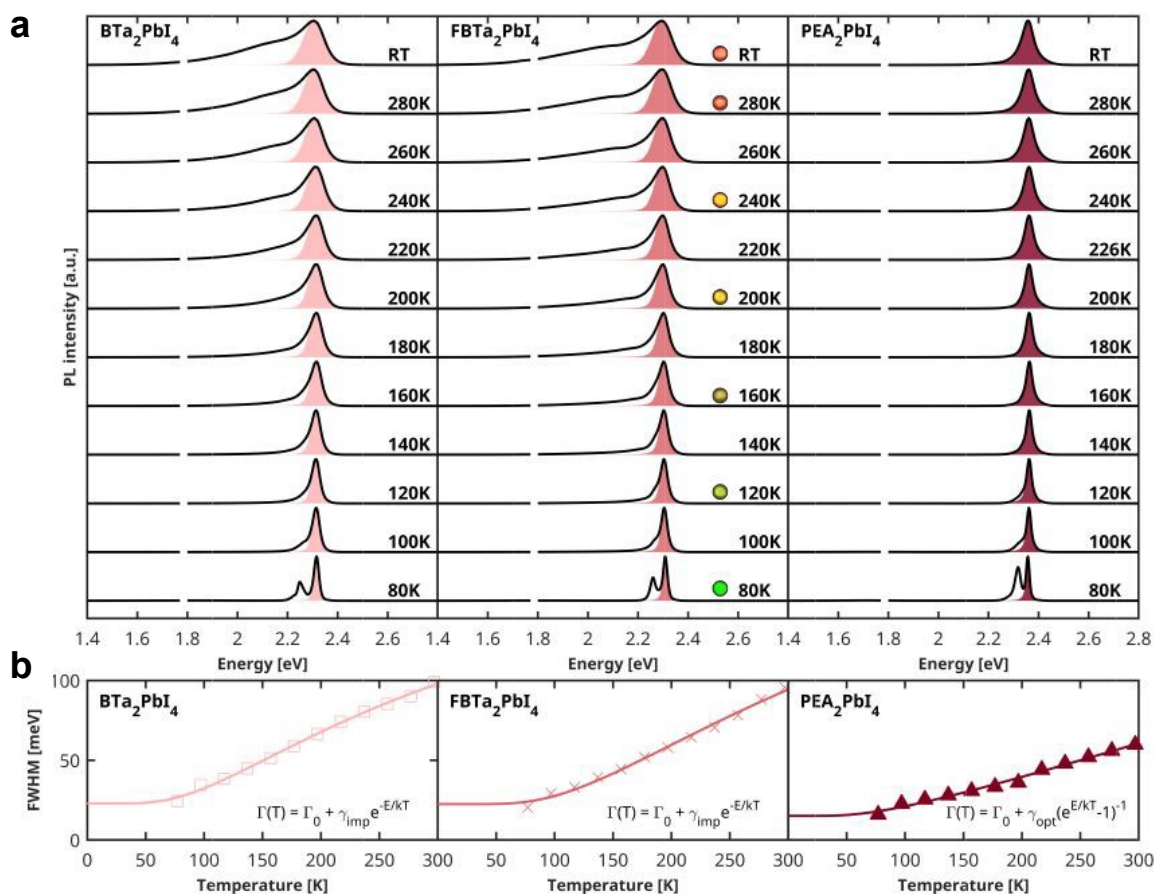 a
BTa₂PbI₄
RT
280K
260K
240K
220K
200K
180K
160K
140K
120K
100K
80K
FBTa₂PbI₄
RT
280K
260K
240K
220K
200K
180K
160K
140K
120K
100K
80K
PEA₂PbI₄
RT
280K
260K
240K
226K
200K
180K
160K
140K
120K
100K
80K
PL intensity [a.u.]
1.4 1.6 1.8 2 2.2 2.4 2.6 1.4 1.6 1.8 2 2.2 2.4 2.6 1.4 1.6 1.8 2 2.2 2.4 2.6 2.8
Energy [eV] Energy [eV] Energy [eV]
b
100
50
0
FWHM [meV]
BTa₂PbI₄
Γ(T) = Γ₀ + γ_imp e^-E/kT
FBTa₂PbI₄
Γ(T) = Γ₀ + γ_imp e^-E/kT
PEA₂PbI₄
Γ(T) = Γ₀ + γ_opt(e^E/kT-1)^-1
0 50 100 150 200 250 300 50 100 150 200 250 300 50 100 150 200 250 300
Temperature [K] Temperature [K] Temperature [K]